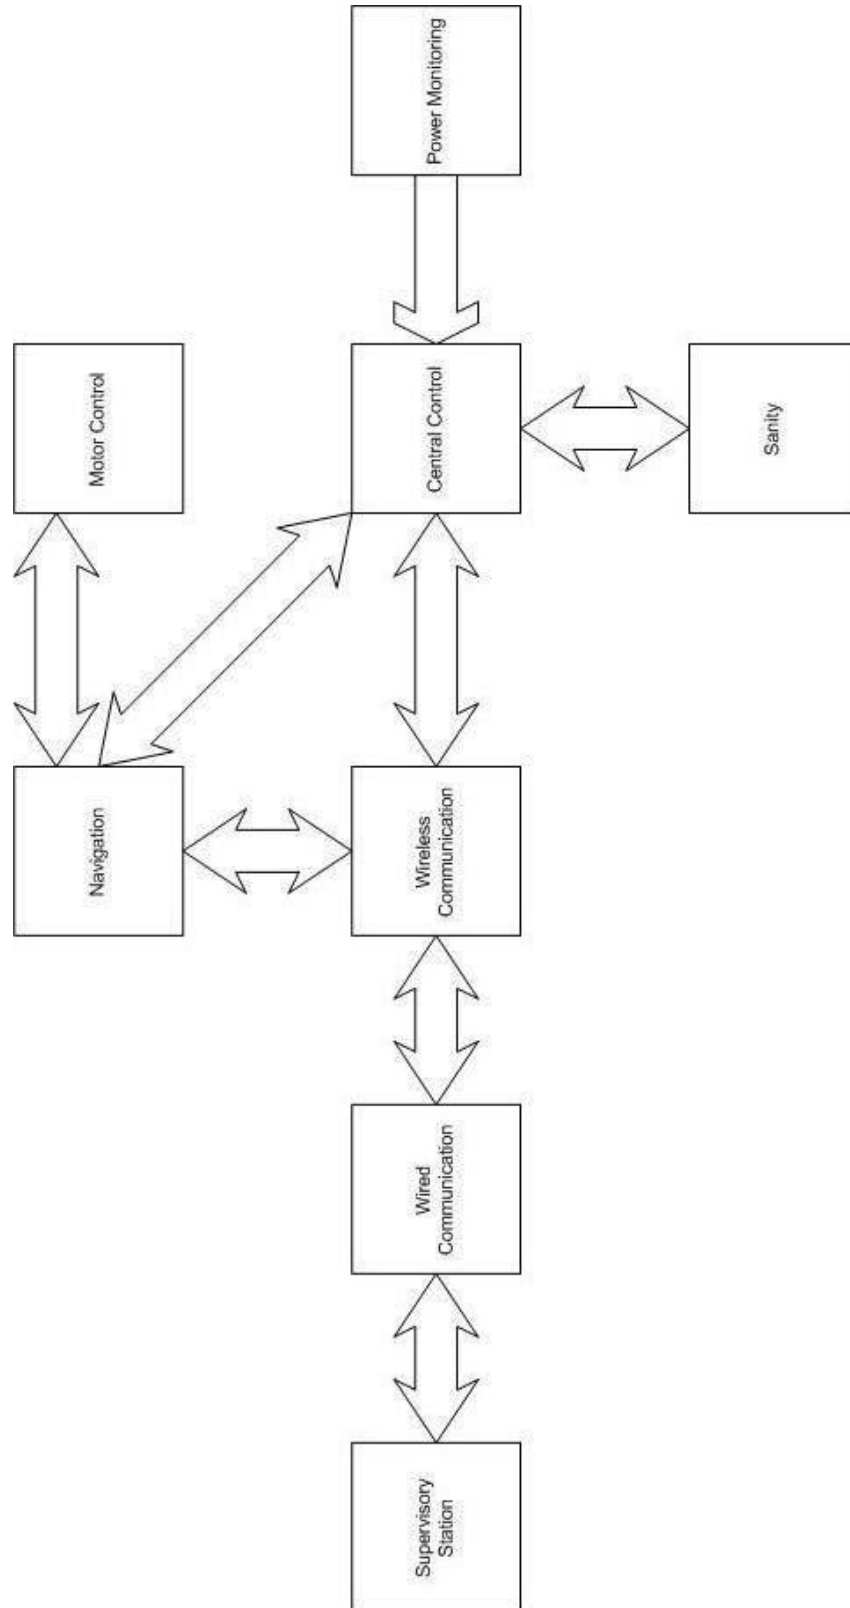 Motor Control
Navigation
Power Monitoring
Central Control
Wireless
Communication
Wired
Communication
Supervisory
Station
Sanity